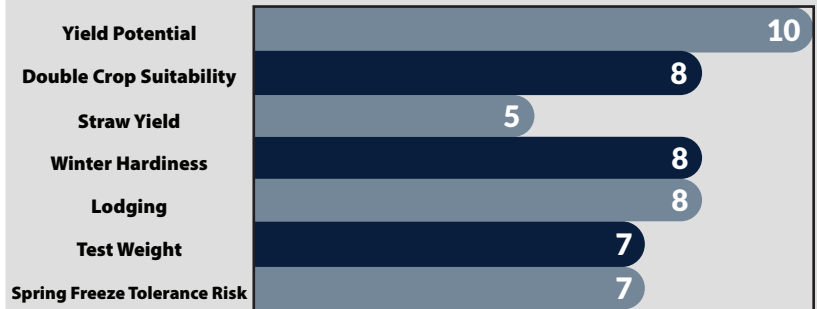 Yield Potential 10
Double Crop Suitability 8
Straw Yield 5
Winter Hardiness 8
Lodging 8
Test Weight 7
Spring Freeze Tolerance Risk 7